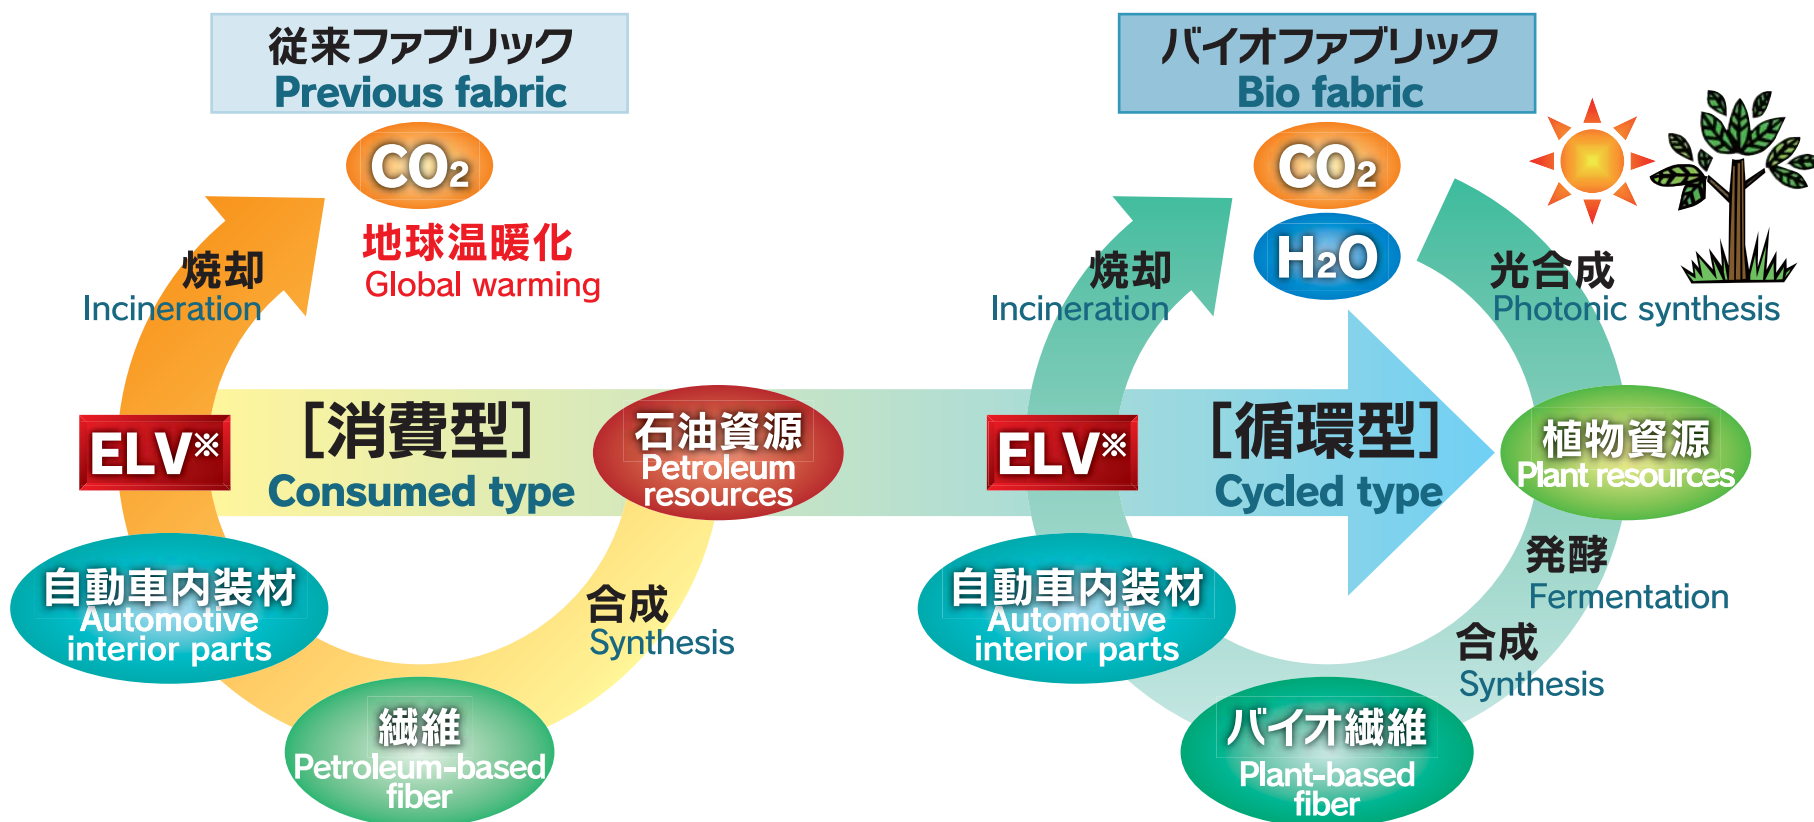 従来ファブリック
Previous fabric
CO₂
地球温暖化
Global warming
焼却
Incineration
ELV※
[消費型]
Consumed type
石油資源
Petroleum
resources
自動車内装材
Automotive
interior parts
合成
Synthesis
繊維
Petroleum-based
fiber
バイオファブリック
Bio fabric
CO₂
H₂O
焼却
Incineration
光合成
Photonic synthesis
ELV※
[循環型]
Cycled type
植物資源
Plant resources
自動車内装材
Automotive
interior parts
発酵
Fermentation
合成
Synthesis
バイオ繊維
Plant-based
fiber